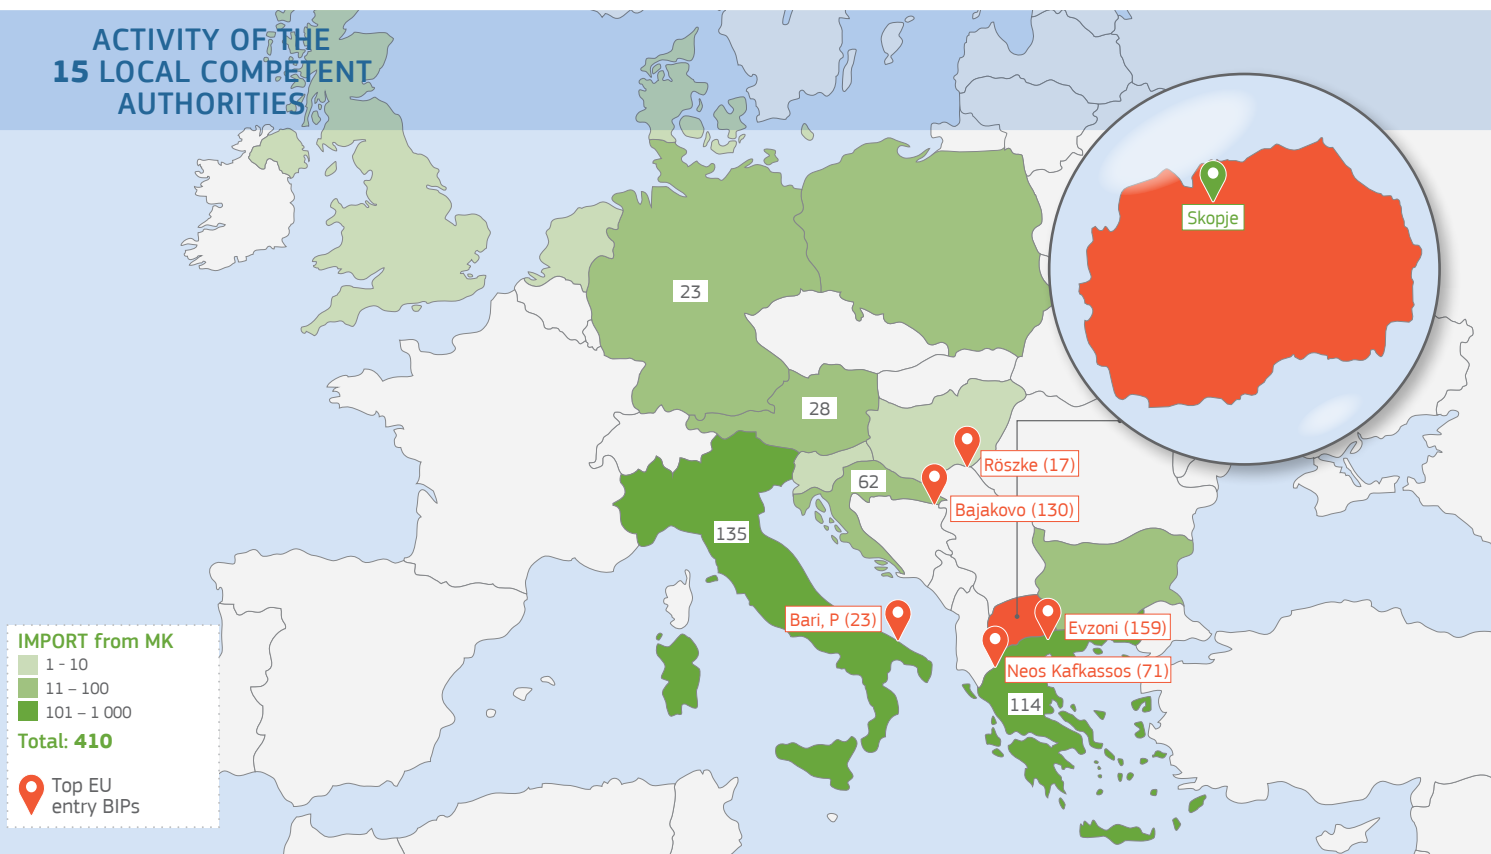 ACTIVITY OF THE
15 LOCAL COMPETENT
AUTHORITIES
Skopje
23
28
Röszke (17)
62
Bajakovo (130)
135
Bari, P (23)
Evzoni (159)
Neos Kafkassos (71)
114
IMPORT from MK
1 - 10
11 – 100
101 – 1 000
Total: 410
Top EU
entry BIPs